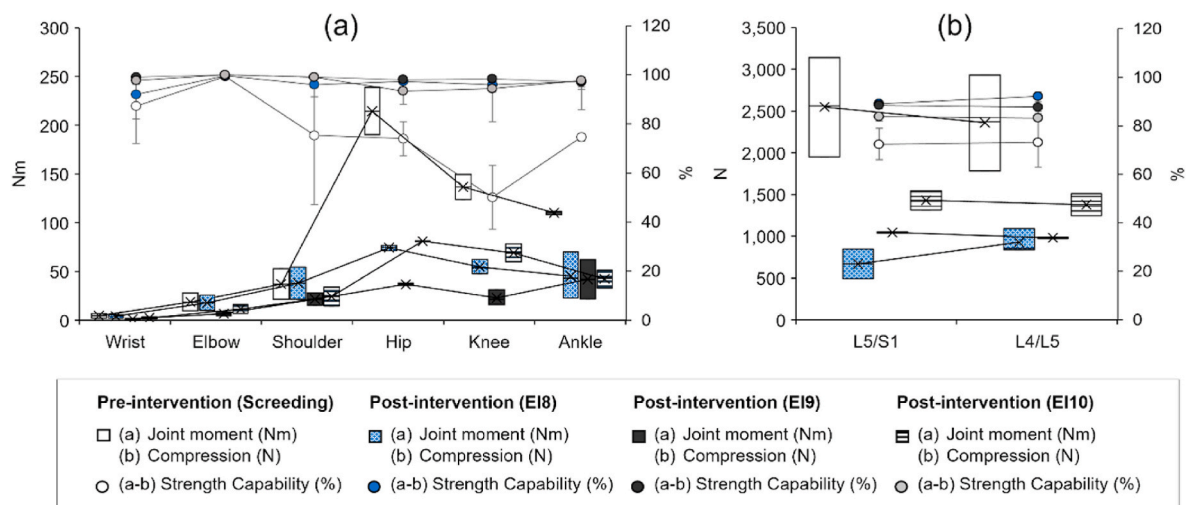 (a)
(b)
300
250
200
150
100
50
0
Nm
120
100
80
60
40
20
0
%
Wrist Elbow Shoulder Hip Knee Ankle
3,500
3,000
2,500
2,000
1,500
1,000
500
0
N
120
100
80
60
40
20
0
%
L5/S1 L4/L5
Pre-intervention (Screeding)
(a) Joint moment (Nm)
(b) Compression (N)
(a-b) Strength Capability (%)
Post-intervention (EI8)
(a) Joint moment (Nm)
(b) Compression (N)
(a-b) Strength Capability (%)
Post-intervention (EI9)
(a) Joint moment (Nm)
(b) Compression (N)
(a-b) Strength Capability (%)
Post-intervention (EI10)
(a) Joint moment (Nm)
(b) Compression (N)
(a-b) Strength Capability (%)